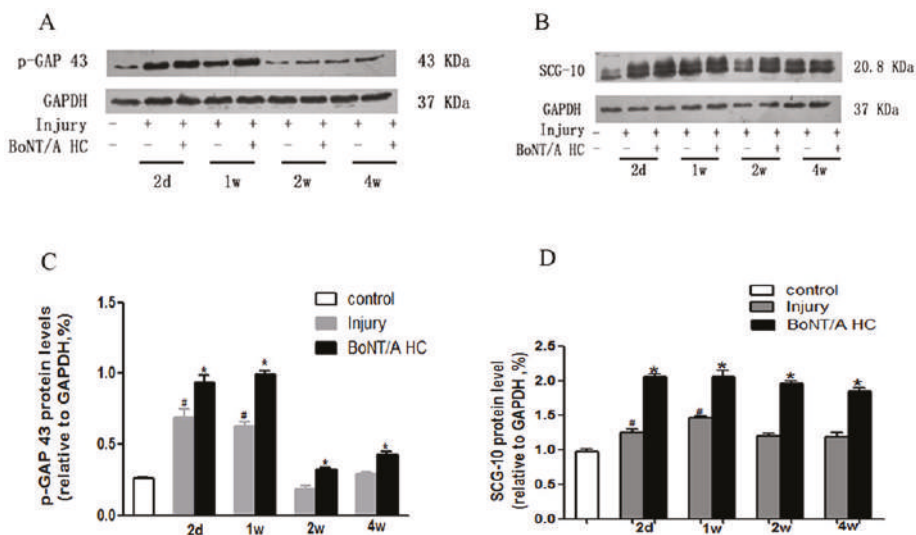 A
p-GAP 43
43 KDa
GAPDH
37 KDa
Injury - + + + + + + + +
BoNT/A HC - - + - + - + - +
2d 1w 2w 4w
B
SCG-10
20.8 KDa
GAPDH
37 KDa
Injury - + + + + + + + +
BoNT/A HC - - + - + - + - +
2d 1w 2w 4w
C
control
Injury
BoNT/A HC
p-GAP 43 protein levels
(relative to GAPDH,%)
1.5
1.0
0.5
0.0
# * # * * *
2d 1w 2w 4w
D
control
Injury
BoNT/A HC
SCG-10 protein level
(relative to GAPDH,%)
2.5
2.0
1.5
1.0
0.5
0.0
# * # * * *
2d 1w 2w 4w